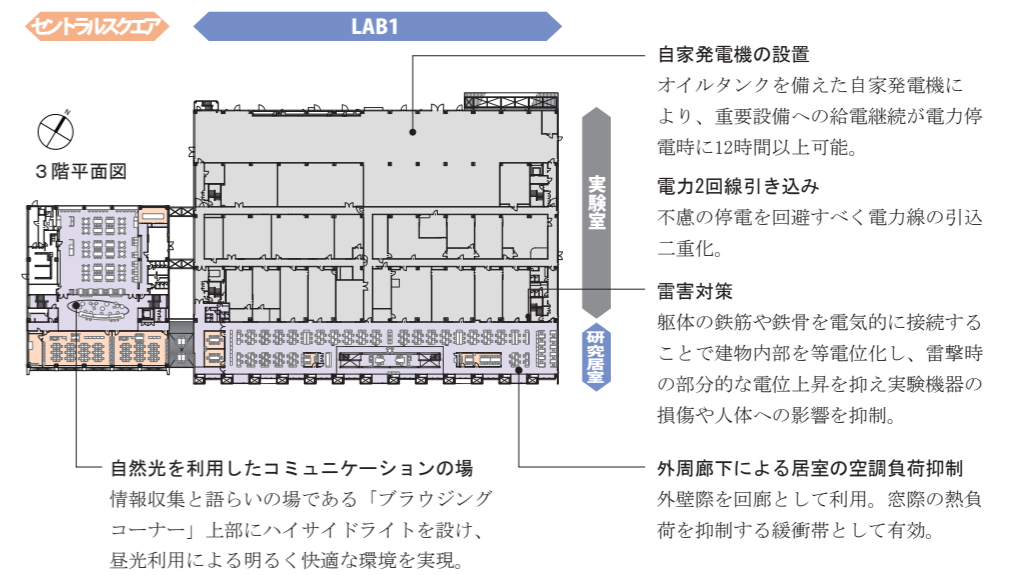 セントラルスクエア
LAB1
N
3階平面図
実験室
研究居室
自家発電機の設置
オイルタンクを備えた自家発電機に
より、重要設備への給電継続が電力停
電時に12時間以上可能。
電力2回線引き込み
不慮の停電を回避すべく電力線の引込
二重化。
雷害対策
躯体の鉄筋や鉄骨を電気的に接続する
ことで建物内部を等電位化し、雷撃時
の部分的な電位上昇を抑え実験機器の
損傷や人体への影響を抑制。
自然光を利用したコミュニケーションの場
情報収集と語らいの場である「ブラウジング
コーナー」上部にハイサイドライトを設け、
昼光利用による明るく快適な環境を実現。
外周廊下による居室の空調負荷抑制
外壁際を回廊として利用。窓際の熱負
荷を抑制する緩衝帯として有効。